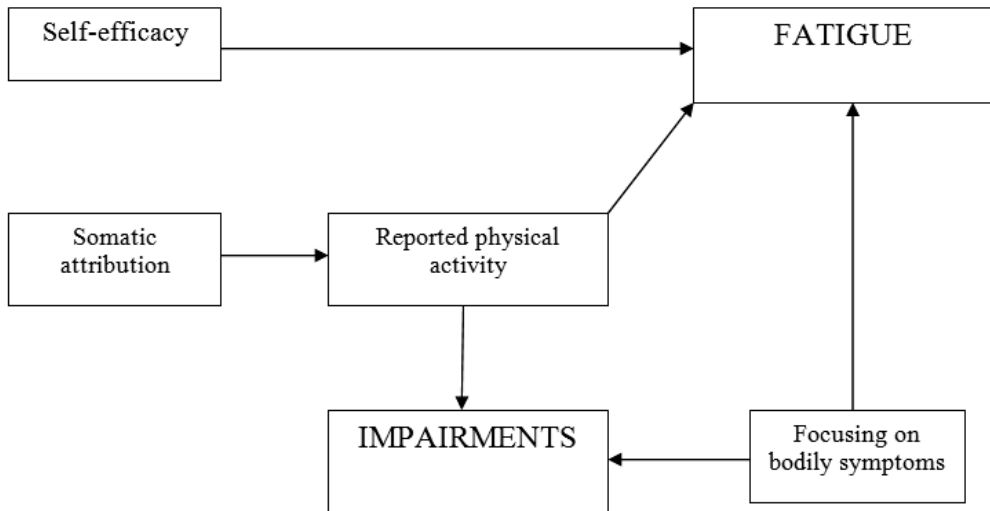 Self-efficacy
FATIGUE
Somatic
attribution
Reported physical
activity
IMPAIRMENTS
Focusing on
bodily symptoms